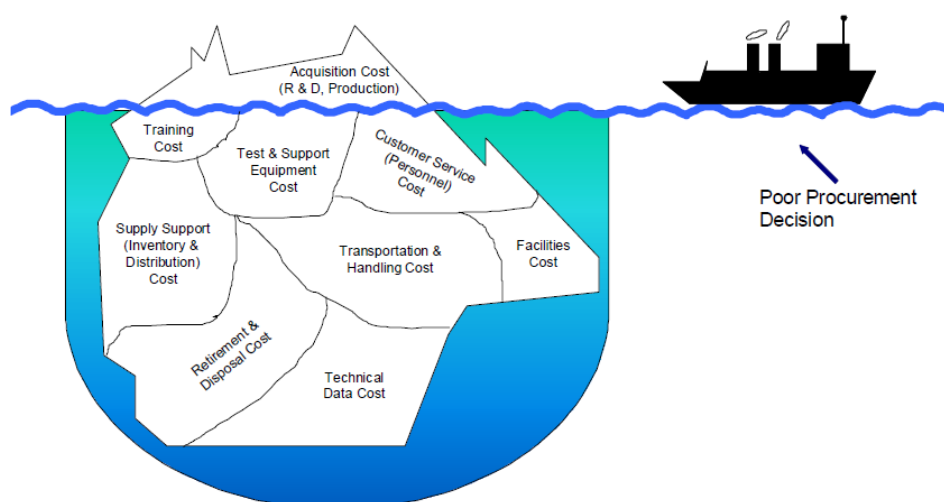 Acquisition Cost
(R & D, Production)
Training
Cost
Test & Support
Equipment
Cost
Customer Service
(Personnel)
Cost
Poor Procurement
Decision
Supply Support
(Inventory &
Distribution)
Cost
Transportation &
Handling Cost
Facilities
Cost
Retirement &
Disposal Cost
Technical
Data Cost